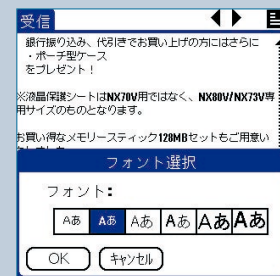 受信
銀行振り込み、代引きでお買い上げの方にはさらに
・ポーチ型ケース
をプレゼント！
※液晶保護シートはNX70V用ではなく、NX80V/NX73V専
用サイズのものとなります。
お買い得なメモリースティック128MBセットもご用意い
フォント選択
フォント:
Aあ Aあ Aあ Aあ Aあ Aあ
OK キャンセル